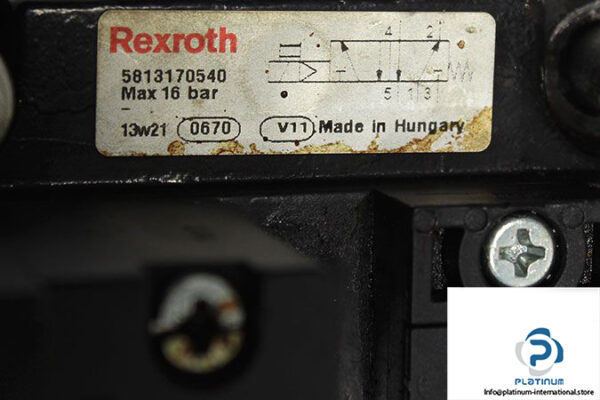 Rexroth
5813170540
Max 16 bar
–
13w21 0670 V11 Made in Hungary
4 2
5 1 3
P
PLATINUM
Info@platinum-international.store